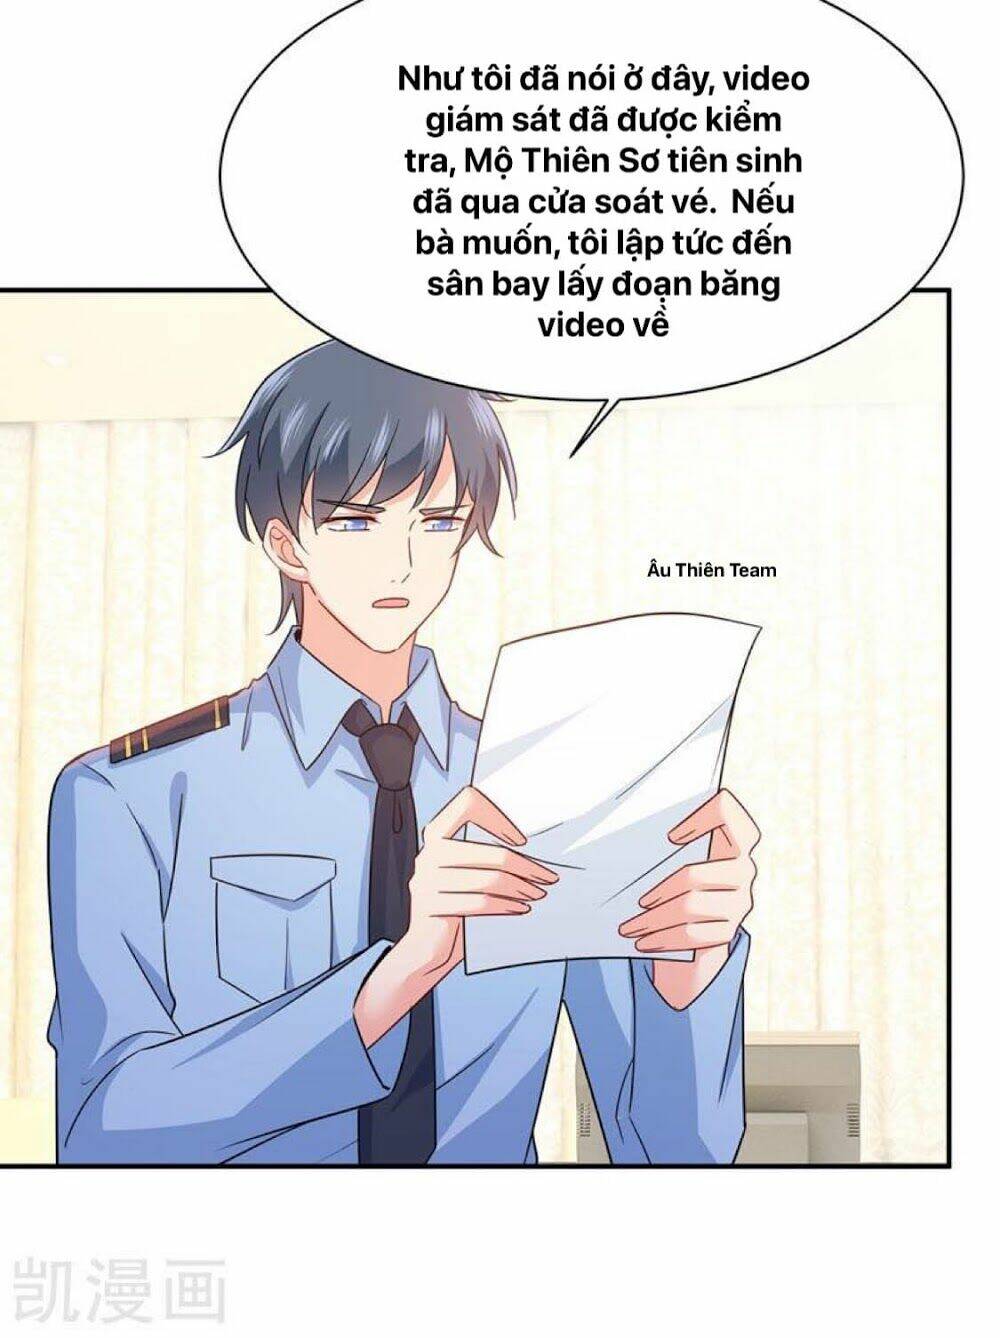 Như tôi đã nói ở đây, video
giám sát đã được kiểm
tra, Mộ Thiên Sơ tiên sinh
đã qua cửa soát vé. Nếu
bà muốn, tôi lập tức đến
sân bay lấy đoạn băng
video về
Âu Thiên Team
凯漫画